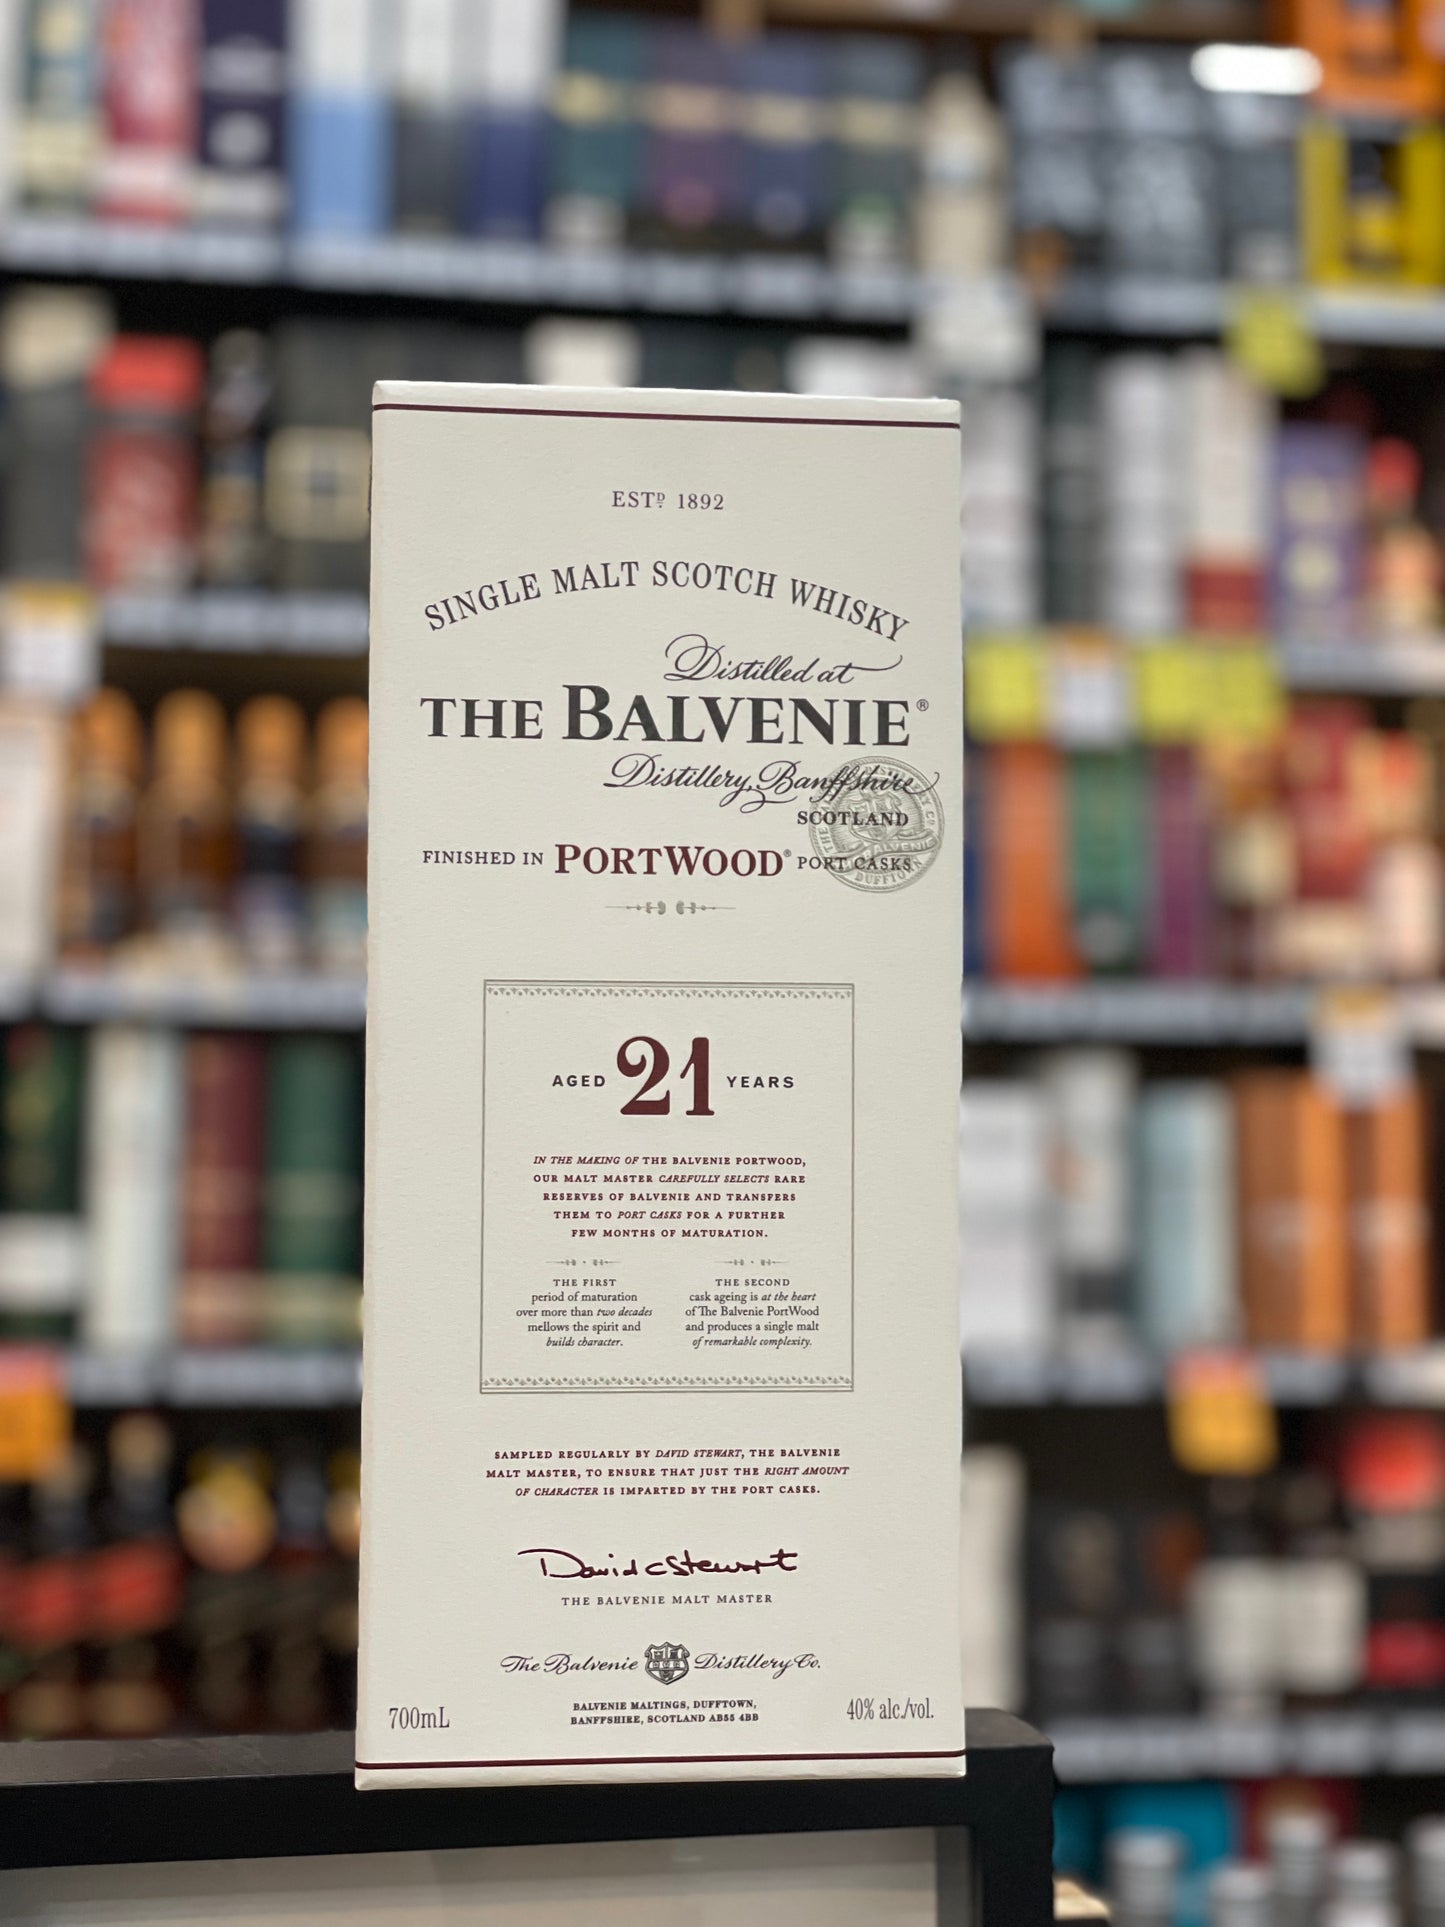 ESTD 1892
SINGLE MALT SCOTCH WHISKY
Distilled at
THE BALVENIE®
Distillery, Banffshire
SCOTLAND
FINISHED IN PORTWOOD® PORT CASKS
AGED 21 YEARS
IN THE MAKING OF THE BALVENIE PORTWOOD,
OUR MALT MASTER CAREFULLY SELECTS RARE
RESERVES OF BALVENIE AND TRANSFERS
THEM TO PORT CASKS FOR A FURTHER
FEW MONTHS OF MATURATION.
THE FIRST
period of maturation
over more than two decades
mellows the spirit and
builds character.
THE SECOND
cask ageing is at the heart
of The Balvenie PortWood
and produces a single malt
of remarkable complexity.
SAMPLED REGULARLY BY DAVID STEWART, THE BALVENIE
MALT MASTER, TO ENSURE THAT JUST THE RIGHT AMOUNT
OF CHARACTER IS IMPARTED BY THE PORT CASKS.
David C Stewart
THE BALVENIE MALT MASTER
The Balvenie Distillery Co.
BALVENIE MALTINGS, DUFFTOWN,
BANFFSHIRE, SCOTLAND AB55 4BB
700mL
40% alc./vol.